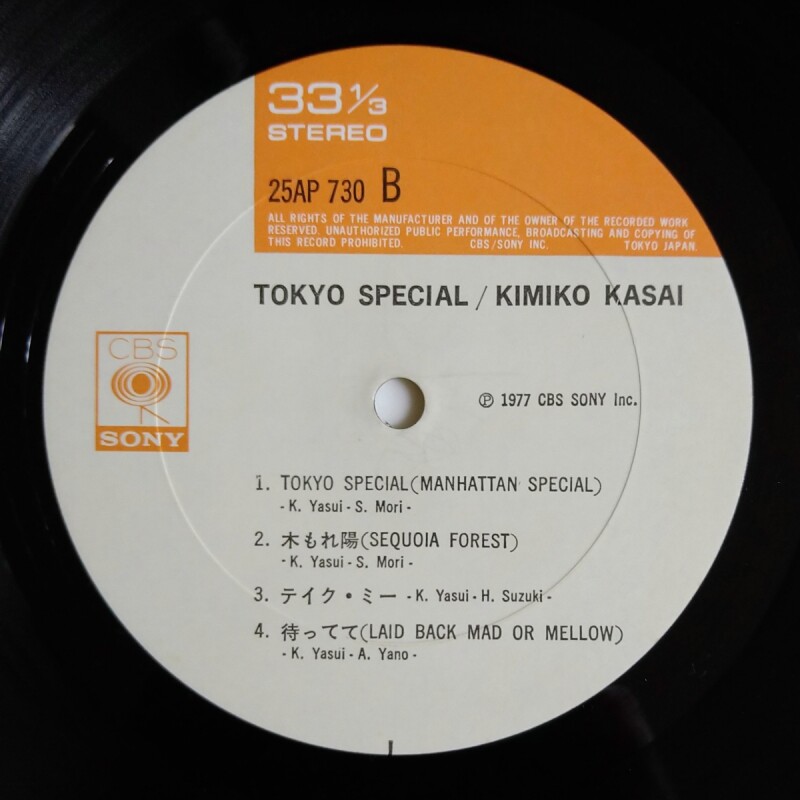 33 1/3
STEREO
25AP 730 B
ALL RIGHTS OF THE MANUFACTURER AND OF THE OWNER OF THE RECORDED WORK
RESERVED. UNAUTHORIZED PUBLIC PERFORMANCE, BROADCASTING AND COPYING OF
THIS RECORD PROHIBITED. CBS/SONY INC. TOKYO JAPAN.
TOKYO SPECIAL / KIMIKO KASAI
CBS
SONY
Ⓟ 1977 CBS SONY Inc.
1. TOKYO SPECIAL(MANHATTAN SPECIAL)
- K. Yasui - S. Mori -
2. 木もれ陽(SEQUOIA FOREST)
- K. Yasui - S. Mori -
3. テイク・ミー - K. Yasui - H. Suzuki -
4. 待ってて(LAID BACK MAD OR MELLOW)
- K. Yasui - A. Yano -